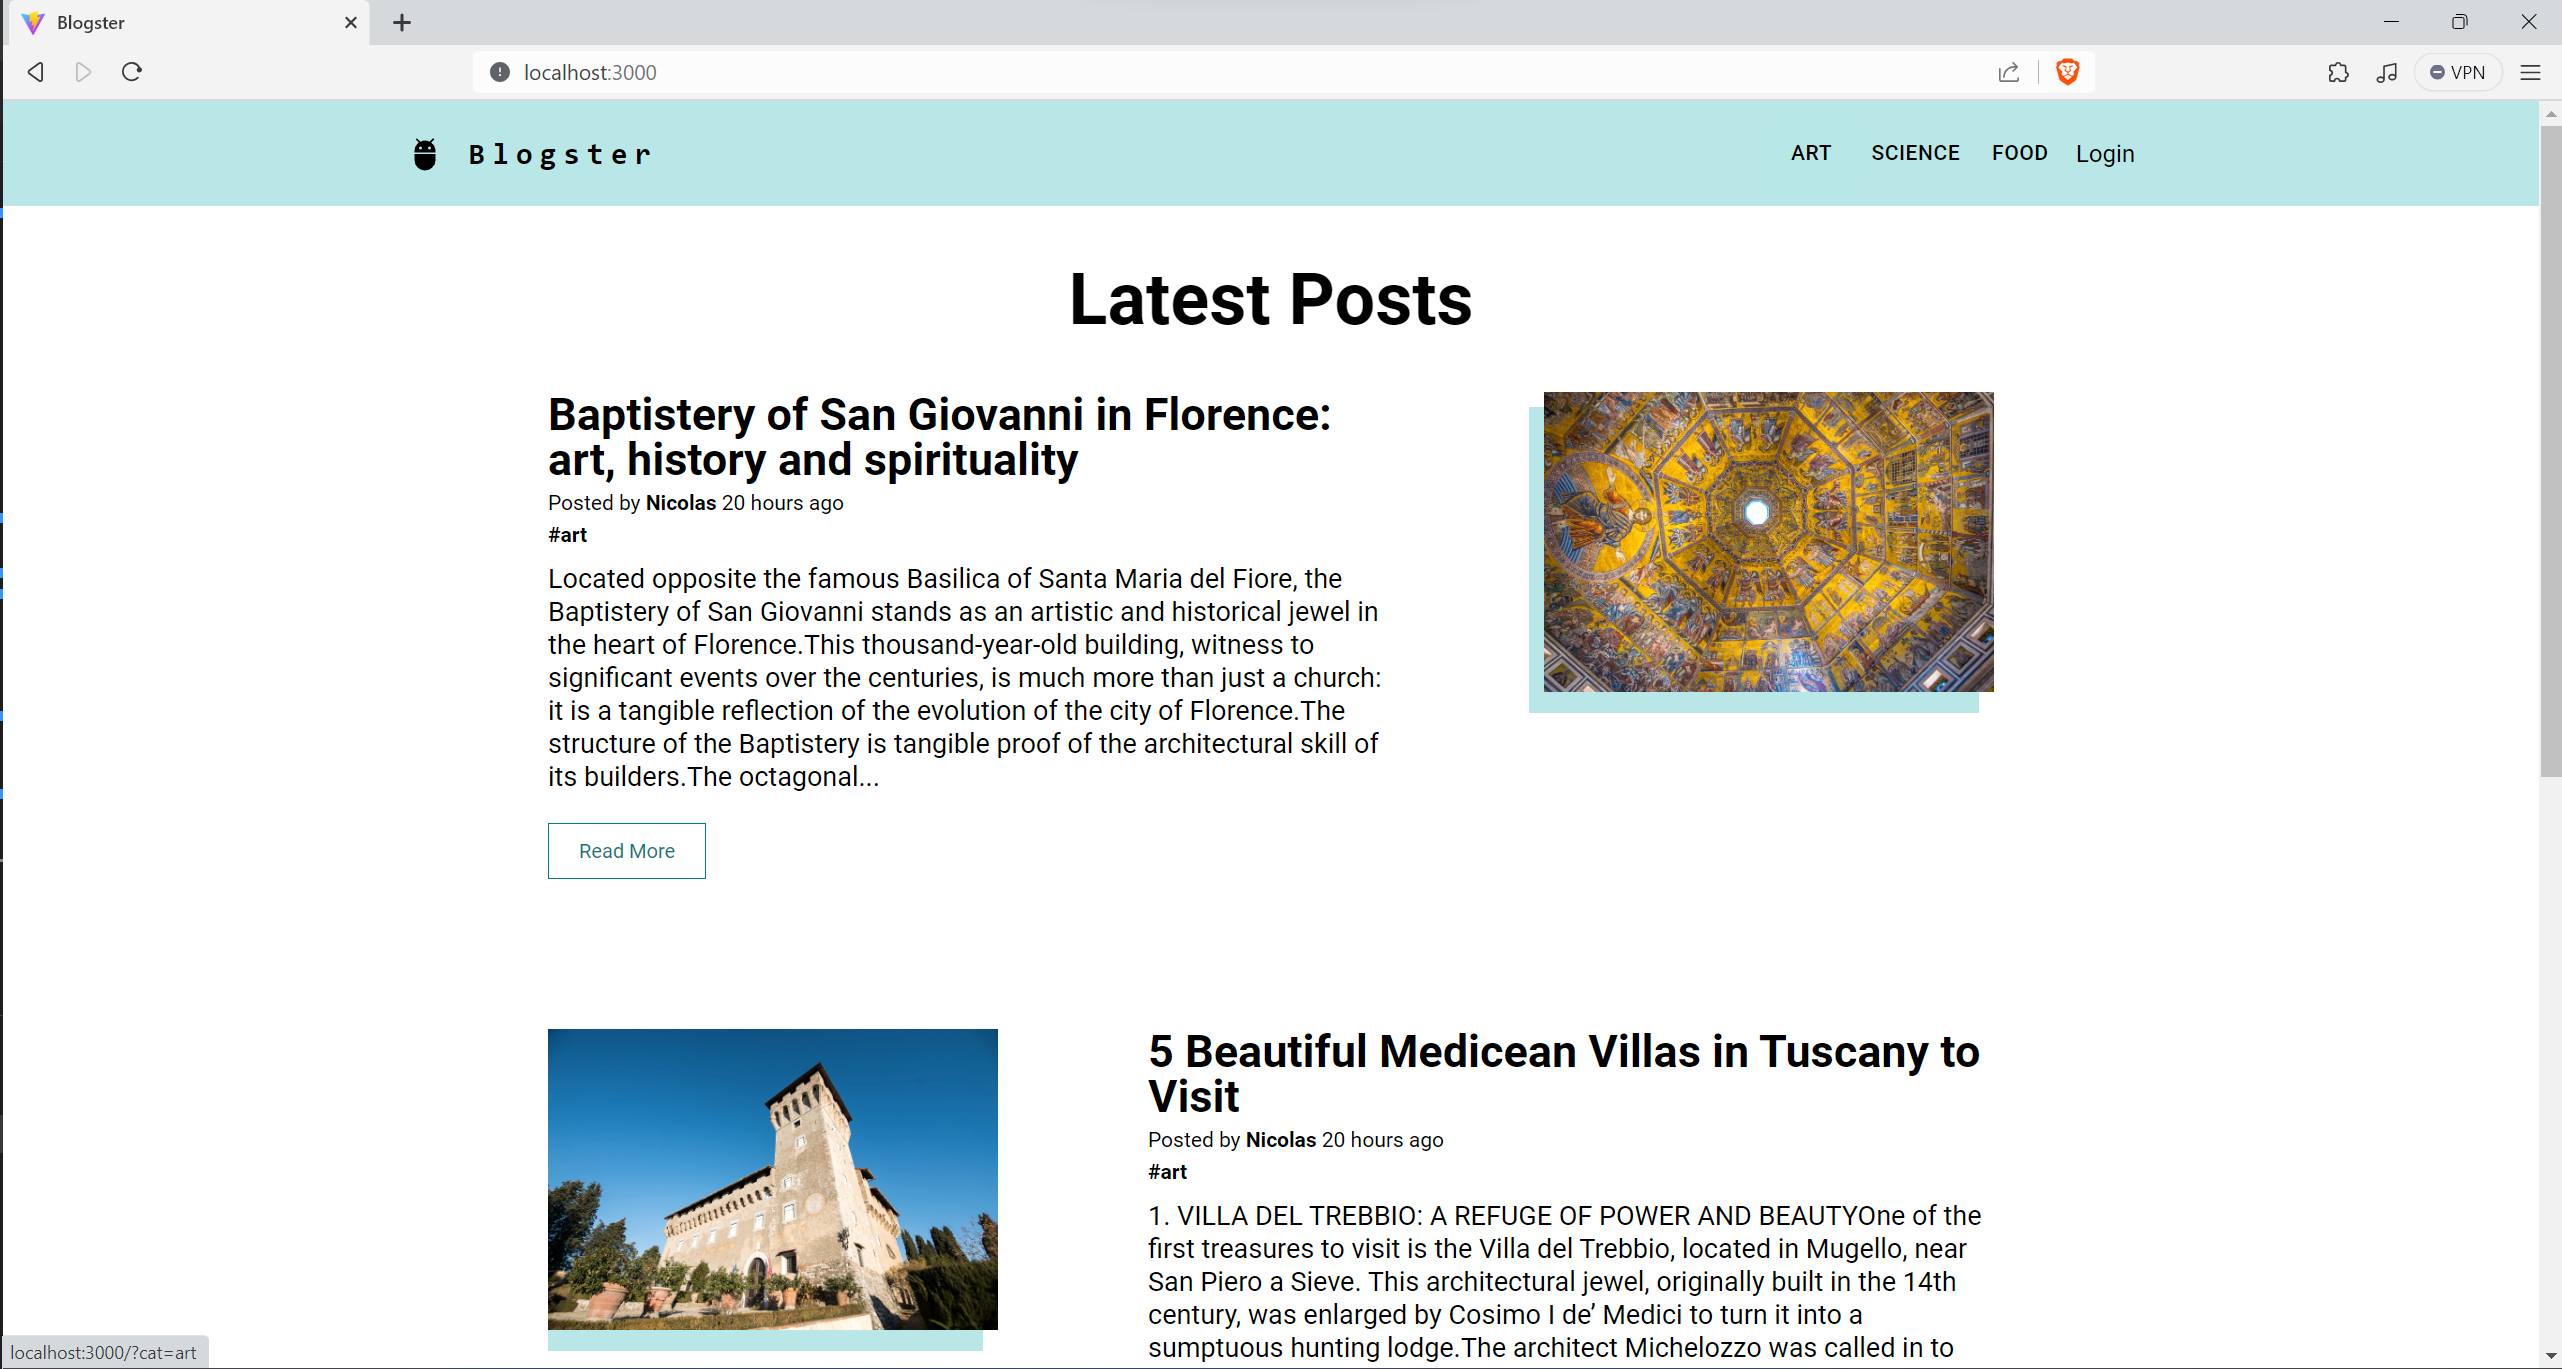 Blogster
localhost:3000
VPN
Blogster
ART SCIENCE FOOD Login
Latest Posts
Baptistery of San Giovanni in Florence:
art, history and spirituality
Posted by Nicolas 20 hours ago
#art
Located opposite the famous Basilica of Santa Maria del Fiore, the
Baptistery of San Giovanni stands as an artistic and historical jewel in
the heart of Florence.This thousand-year-old building, witness to
significant events over the centuries, is much more than just a church:
it is a tangible reflection of the evolution of the city of Florence.The
structure of the Baptistery is tangible proof of the architectural skill of
its builders.The octagonal...
Read More
5 Beautiful Medicean Villas in Tuscany to
Visit
Posted by Nicolas 20 hours ago
#art
1. VILLA DEL TREBBIO: A REFUGE OF POWER AND BEAUTYOne of the
first treasures to visit is the Villa del Trebbio, located in Mugello, near
San Piero a Sieve. This architectural jewel, originally built in the 14th
century, was enlarged by Cosimo I de’ Medici to turn it into a
sumptuous hunting lodge.The architect Michelozzo was called in to
localhost:3000/?cat=art